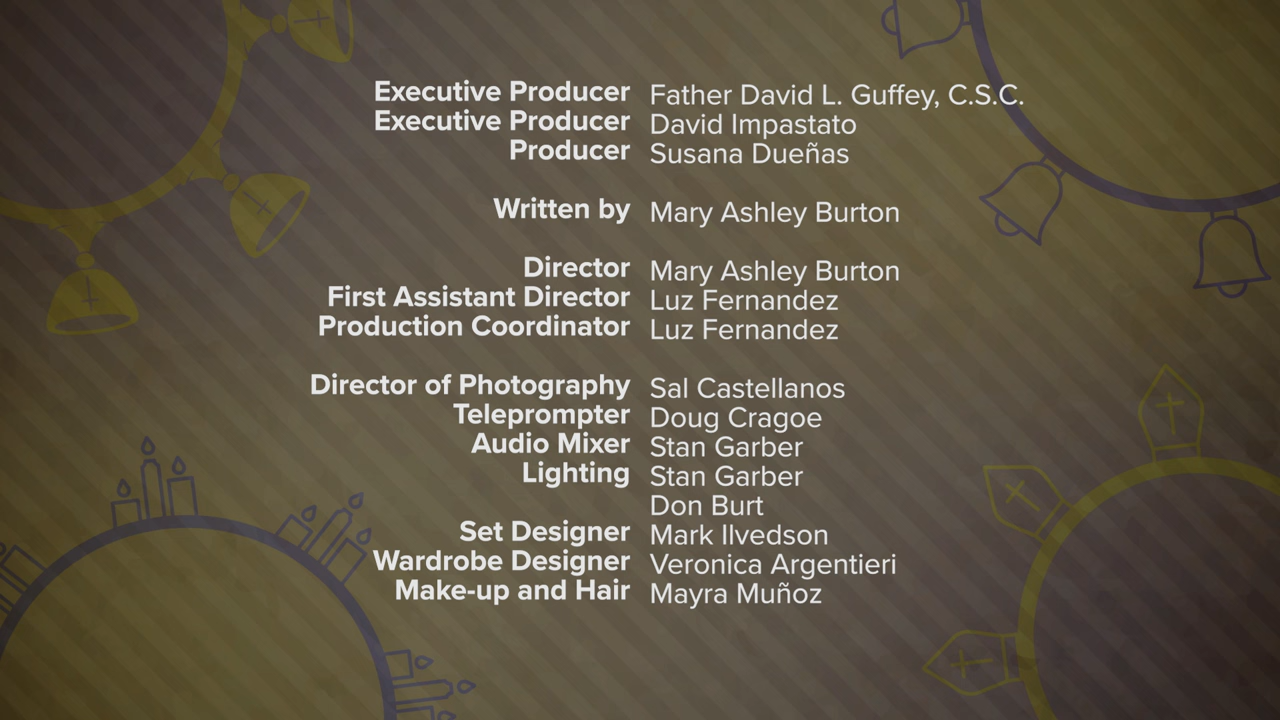 Executive Producer Father David L. Guffey, C.S.C.
Executive Producer David Impastato
Producer Susana Dueñas
Written by Mary Ashley Burton
Director Mary Ashley Burton
First Assistant Director Luz Fernandez
Production Coordinator Luz Fernandez
Director of Photography Sal Castellanos
Teleprompter Doug Cragoe
Audio Mixer Stan Garber
Lighting Stan Garber
Don Burt
Set Designer Mark Ilvedson
Wardrobe Designer Veronica Argentieri
Make-up and Hair Mayra Muñoz